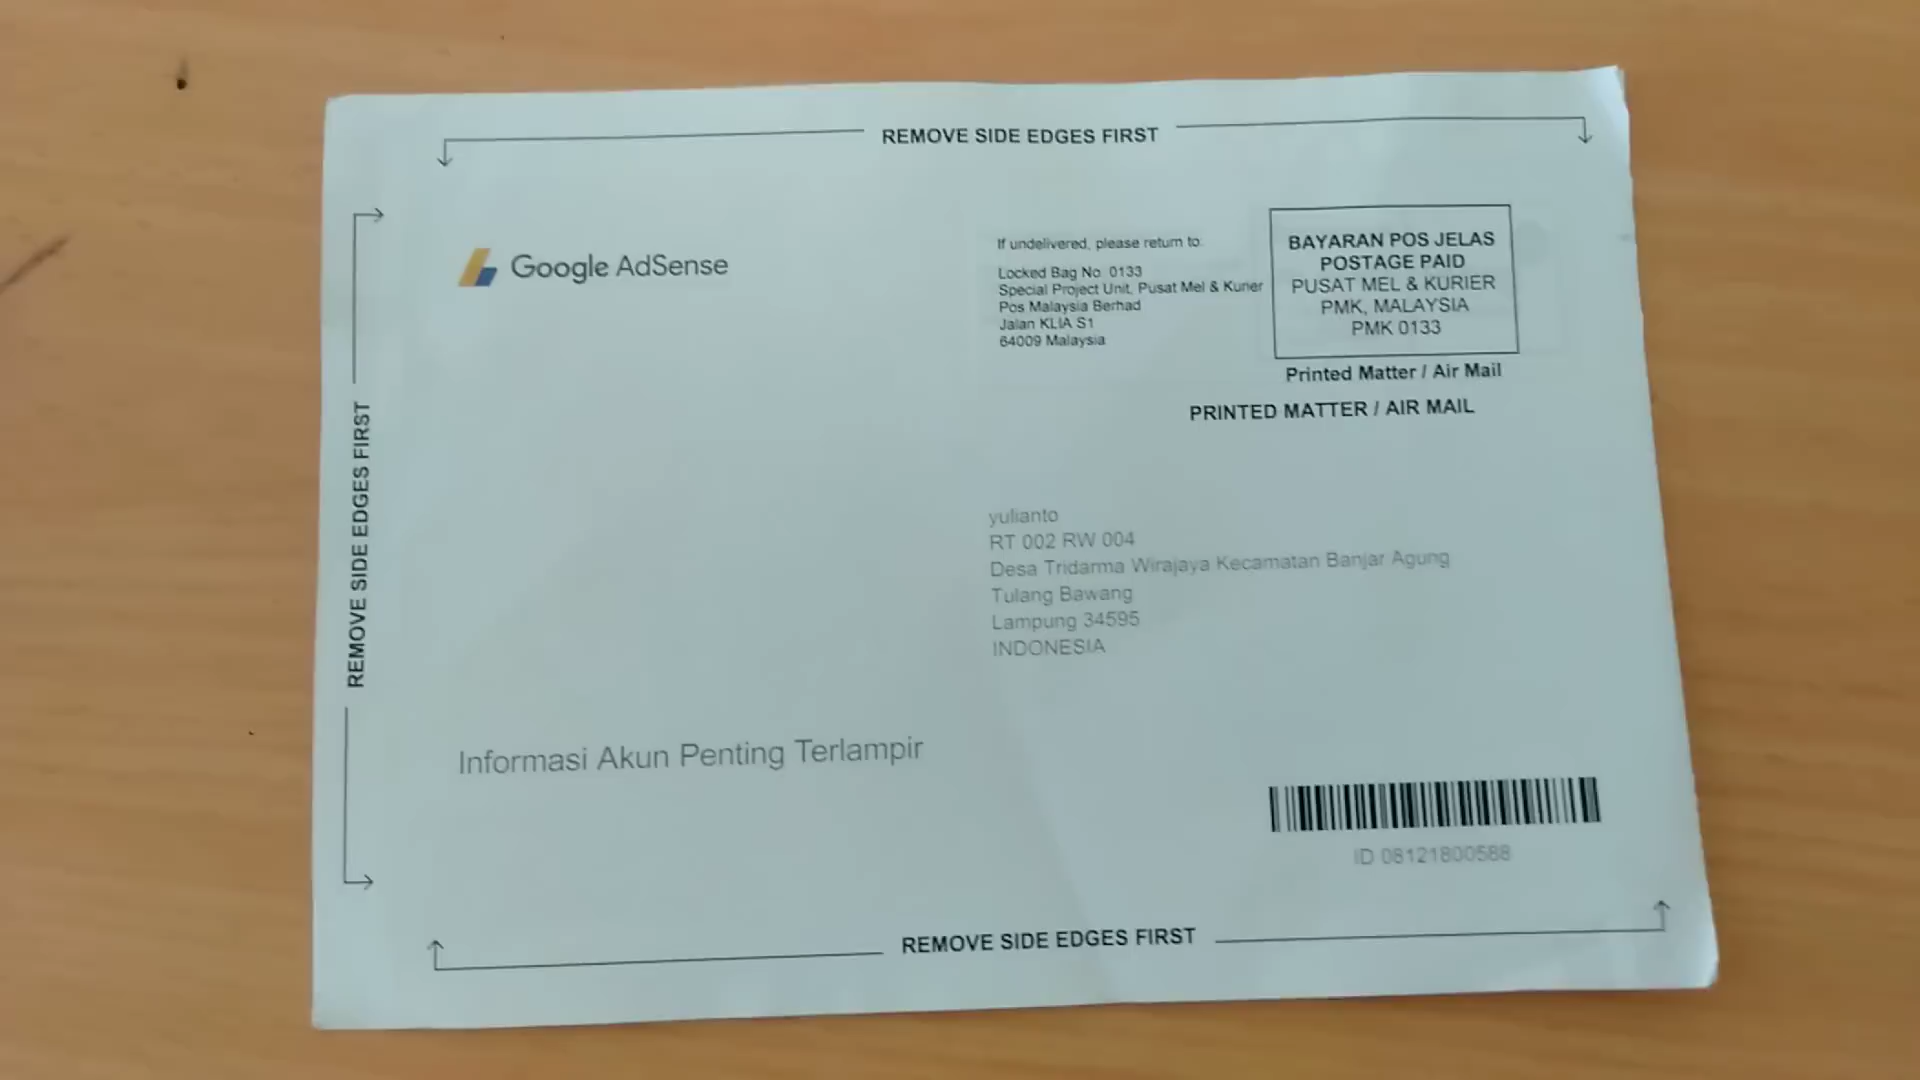 REMOVE SIDE EDGES FIRST
REMOVE SIDE EDGES FIRST
Google AdSense
If undelivered, please return to:
Locked Bag No. 0133
Special Project Unit, Pusat Mel & Kurier
Pos Malaysia Berhad
Jalan KLIA S1
64009 Malaysia
BAYARAN POS JELAS
POSTAGE PAID
PUSAT MEL & KURIER
PMK, MALAYSIA
PMK 0133
Printed Matter / Air Mail
PRINTED MATTER / AIR MAIL
yulianto
RT 002 RW 004
Desa Tridarma Wirajaya Kecamatan Banjar Agung
Tulang Bawang
Lampung 34595
INDONESIA
Informasi Akun Penting Terlampir
ID 08121800588
REMOVE SIDE EDGES FIRST